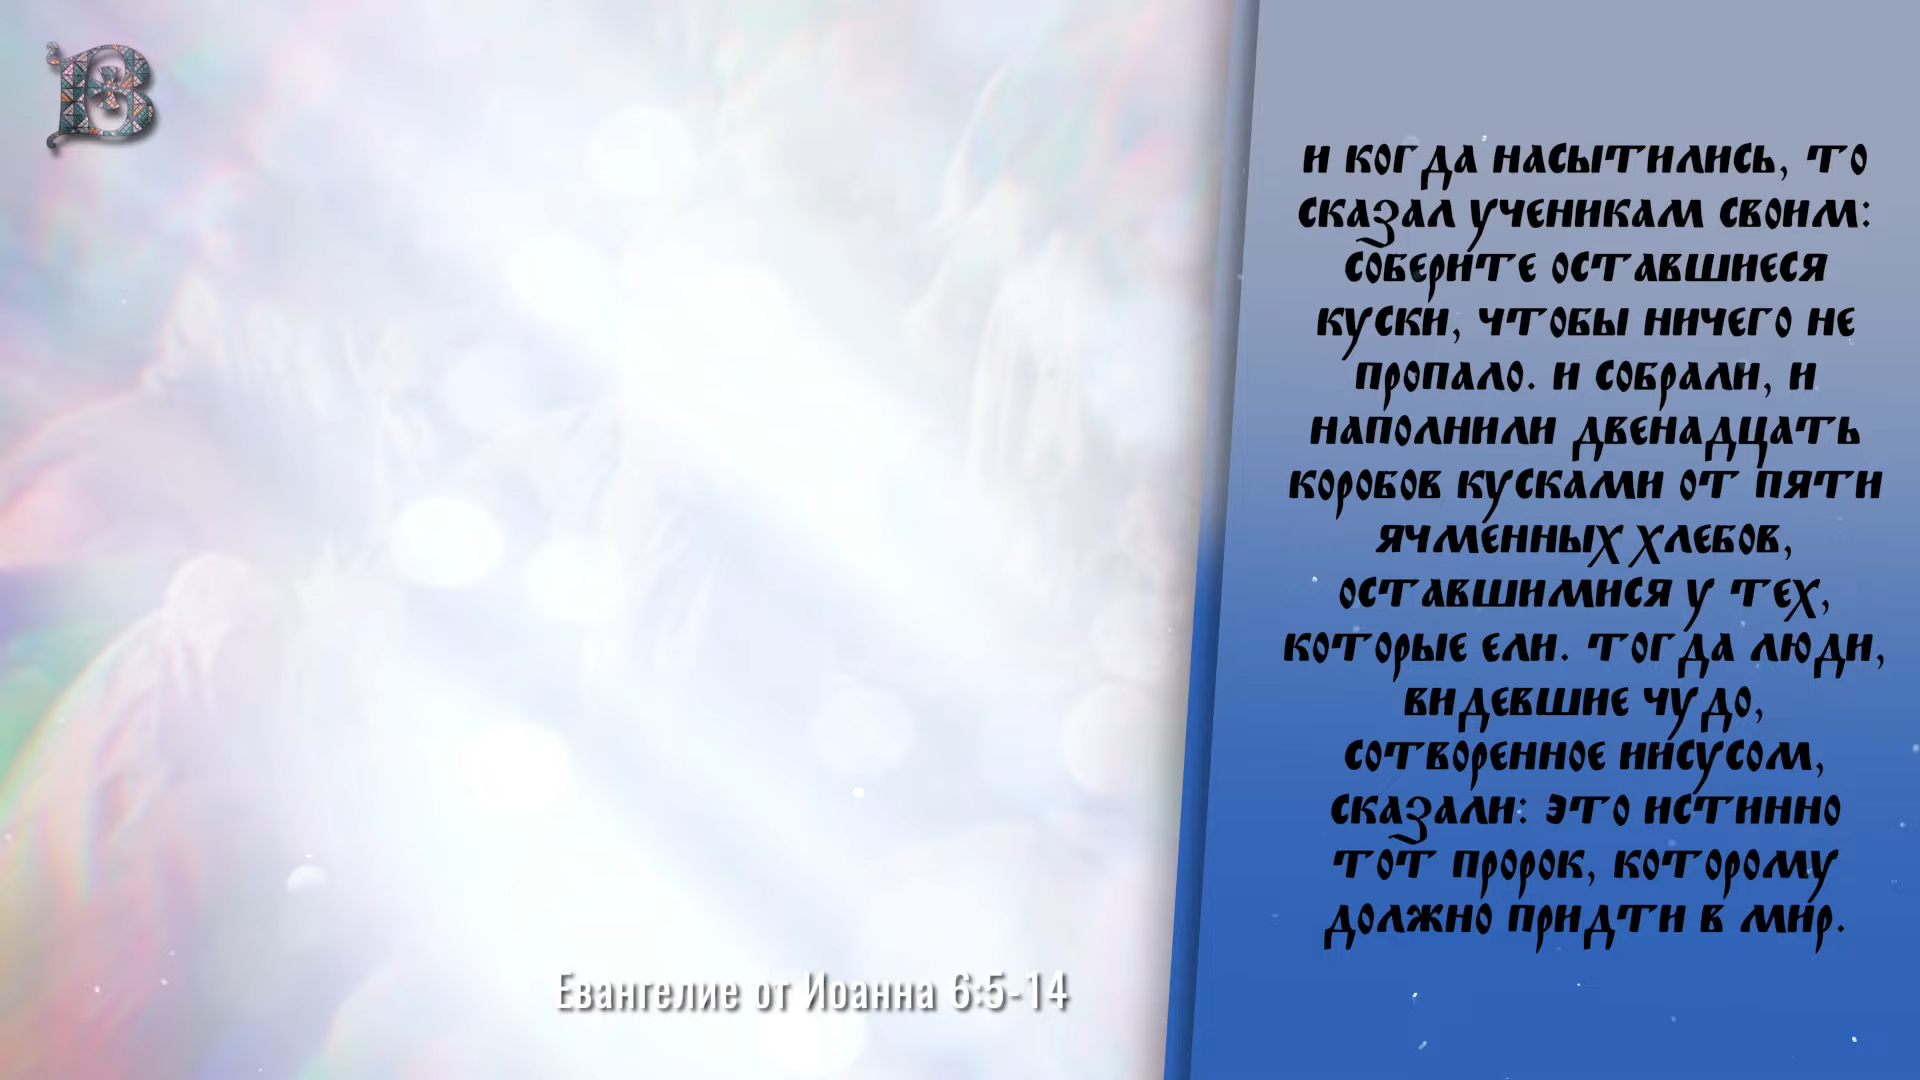 и когда насытились, то
сказал ученикам своим:
соберите оставшиеся
куски, чтобы ничего не
пропало. и собрали, и
наполнили двенадцать
коробов кусками от пяти
ячменных хлебов,
оставшимися у тех,
которые ели. тогда люди,
видевшие чудо,
сотворенное иисусом,
сказали: это истинно
тот пророк, которому
должно придти в мир.
Евангелие от Иоанна 6:5-14
В